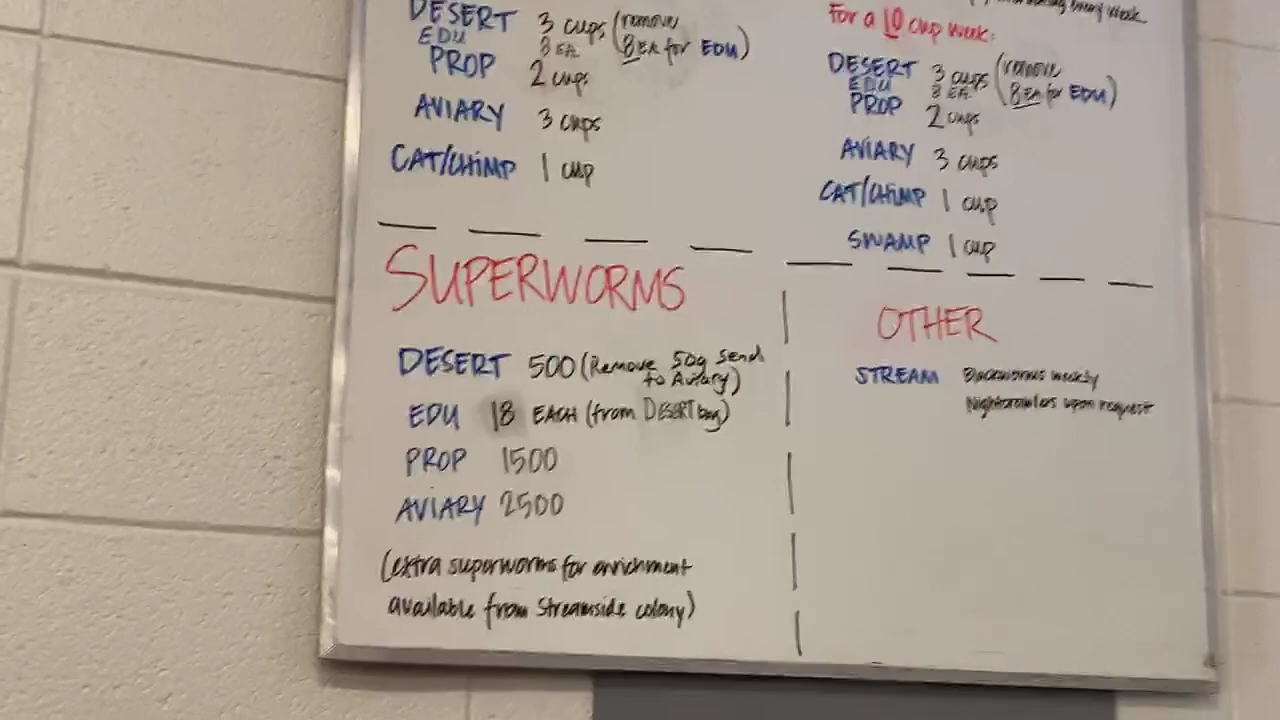 DESERT 3 cups (remove
EDU 8 EA. 8 EA for EDU)
PROP 2 cups
AVIARY 3 cups
CAT/CHIMP 1 cup
every week
For a 10 cup week:
DESERT 3 cups (remove
EDU 8 EA. 8 EA for EDU)
PROP 2 cups
AVIARY 3 cups
CAT/CHIMP 1 cup
SWAMP 1 cup
SUPERWORMS
DESERT 500 (Remove 50g Send
to Aviary)
EDU 18 EACH (from DESERT bag)
PROP 1500
AVIARY 2500
(extra superworms for enrichment
available from Streamside colony)
OTHER
STREAM weekly
Nightcrawlers upon request